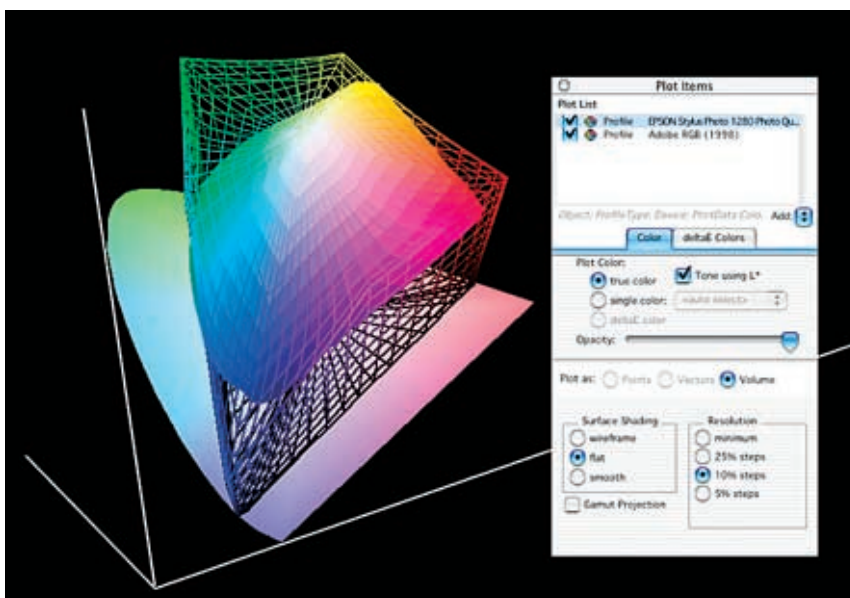 Plot Items
Plot List
Profile EPSON Stylus Photo 1280 Photo Qu...
Profile Adobe RGB (1998)
Add:
Color deltaE Colors
Plot Color:
true color Tone using L*
single color:
deltaE color
Opacity:
Plot as: Points Vectors Volume
Surface Shading
wireframe
flat
smooth
Gamut Projection
Resolution
minimum
25% steps
10% steps
5% steps